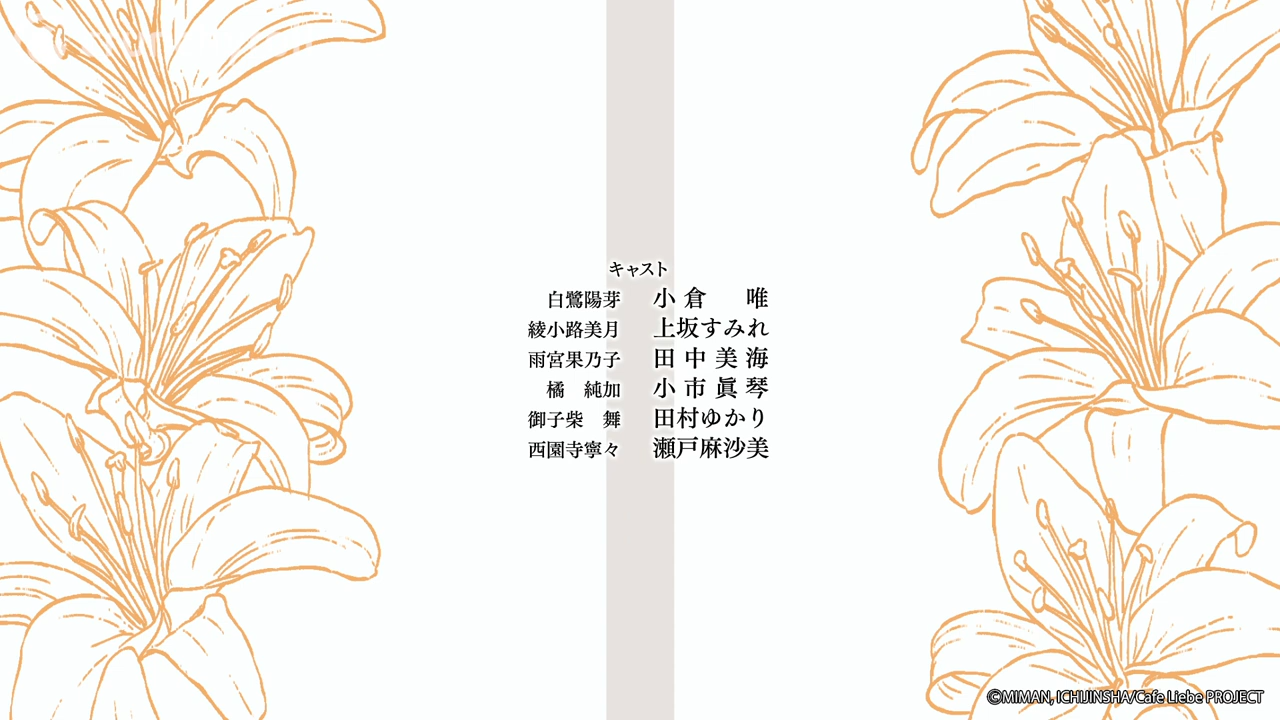 キャスト
白鷺陽芽 小倉 唯
綾小路美月 上坂すみれ
雨宮果乃子 田中美海
橘 純加 小市眞琴
御子柴 舞 田村ゆかり
西園寺寧々 瀬戸麻沙美
©MIMAN, ICHIJINSHA/Cafe Liebe PROJECT